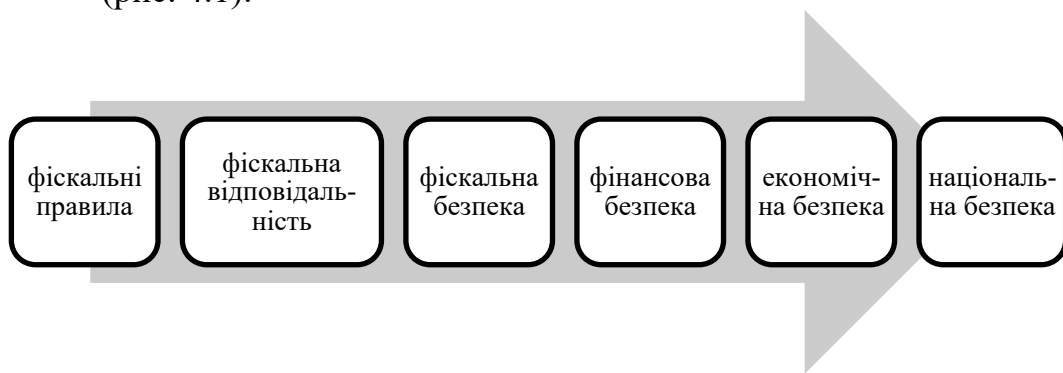 (рис. 4.1).
фіскальні
правила
фіскальна
відповідаль-
ність
фіскальна
безпека
фінансова
безпека
економіч-
на безпека
національ-
на безпека